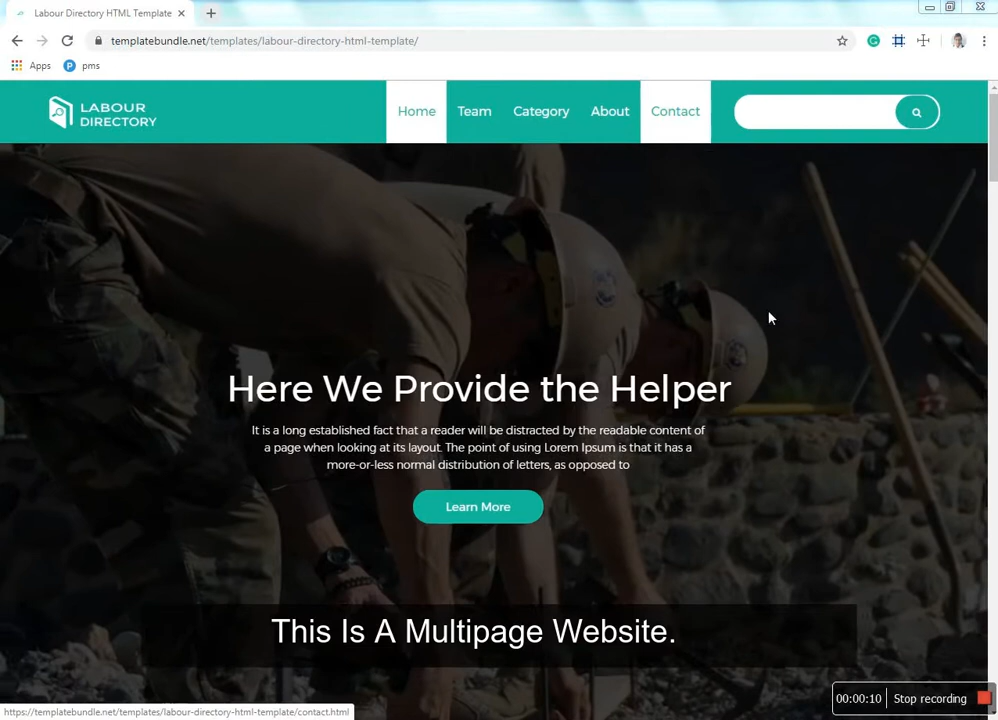 Labour Directory HTML Template
templatebundle.net/templates/labour-directory-html-template/
Apps
pms
LABOUR
DIRECTORY
Home
Team
Category
About
Contact
Here We Provide the Helper
It is a long established fact that a reader will be distracted by the readable content of
a page when looking at its layout. The point of using Lorem Ipsum is that it has a
more-or-less normal distribution of letters, as opposed to
Learn More
This Is A Multipage Website.
00:00:10
Stop recording
https://templatebundle.net/templates/labour-directory-html-template/contact.html